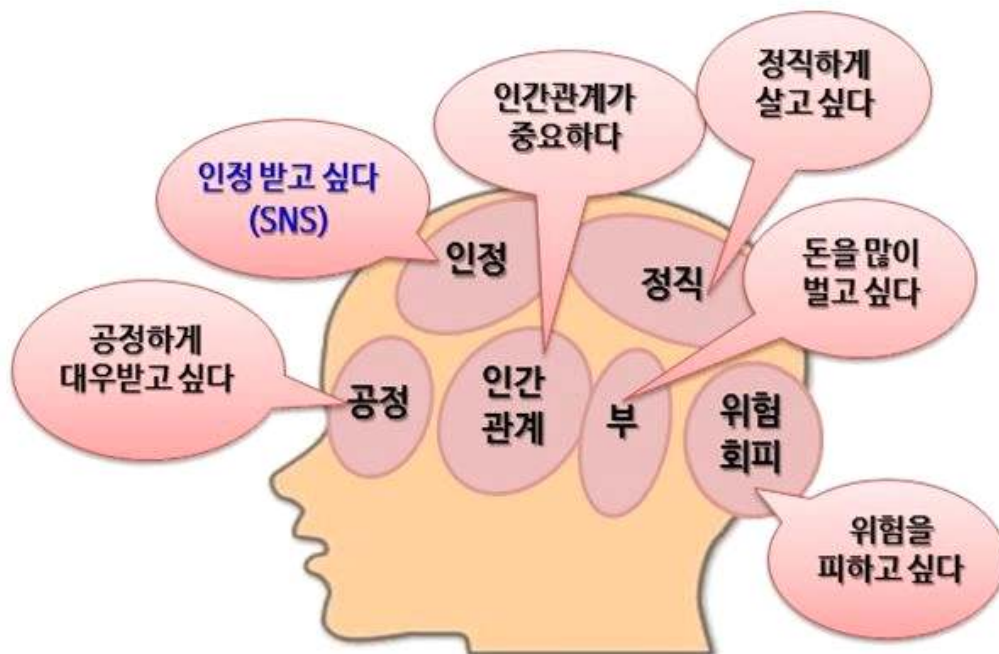 정직하게
살고 싶다
인간관계가
중요하다
인정 받고 싶다
(SNS)
돈을 많이
벌고 싶다
인정
정직
공정하게
대우받고 싶다
공정
인간
관계
부
위험
회피
위험을
피하고 싶다